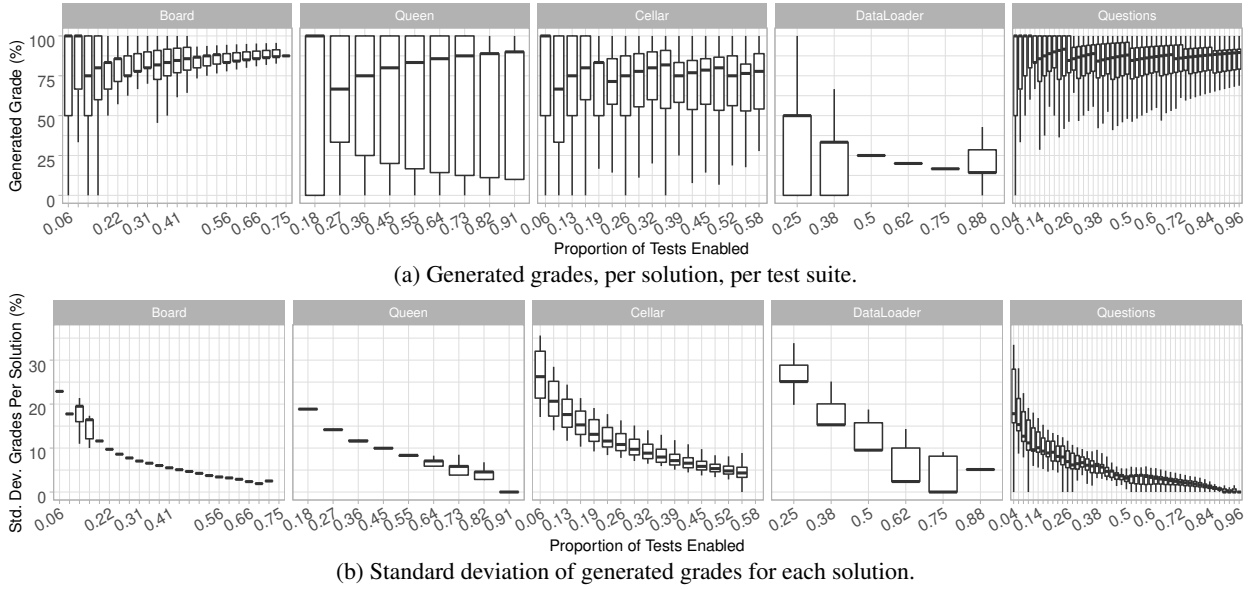 Board Queen Cellar DataLoader Questions
Generated Grade (%)
100
75
50
25
0
0.06 0.22 0.31 0.41 0.56 0.66 0.75 0.18 0.27 0.36 0.45 0.55 0.64 0.73 0.82 0.91 0.06 0.13 0.19 0.26 0.32 0.39 0.45 0.52 0.58 0.25 0.38 0.5 0.62 0.75 0.88 0.04 0.14 0.26 0.38 0.5 0.6 0.72 0.84 0.96
Proportion of Tests Enabled
(a) Generated grades, per solution, per test suite.
Board Queen Cellar DataLoader Questions
Std. Dev. Grades Per Solution (%)
30
20
10
0
0.06 0.22 0.31 0.41 0.56 0.66 0.75 0.18 0.27 0.36 0.45 0.55 0.64 0.73 0.82 0.91 0.06 0.13 0.19 0.26 0.32 0.39 0.45 0.52 0.58 0.25 0.38 0.5 0.62 0.75 0.88 0.04 0.14 0.26 0.38 0.5 0.6 0.72 0.84 0.96
Proportion of Tests Enabled
(b) Standard deviation of generated grades for each solution.